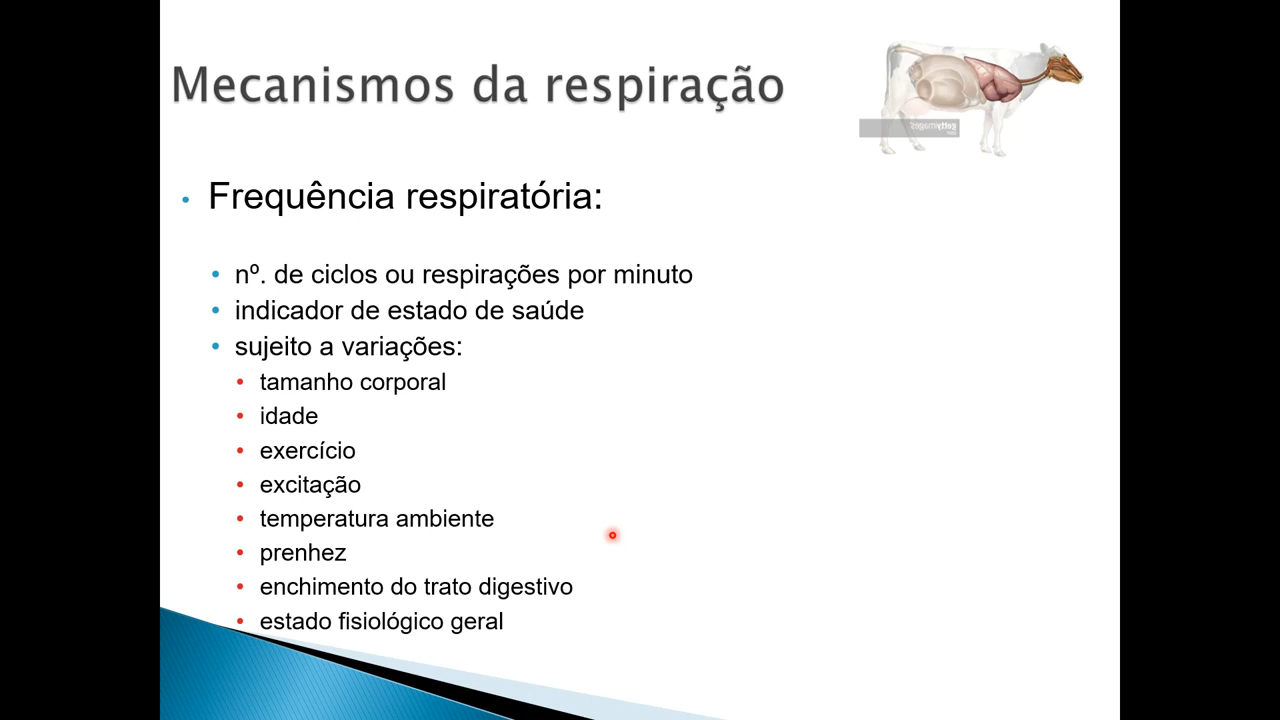 Mecanismos da respiração
gettyimages
Frequência respiratória:
nº. de ciclos ou respirações por minuto
indicador de estado de saúde
sujeito a variações:
tamanho corporal
idade
exercício
excitação
temperatura ambiente
prenhez
enchimento do trato digestivo
estado fisiológico geral